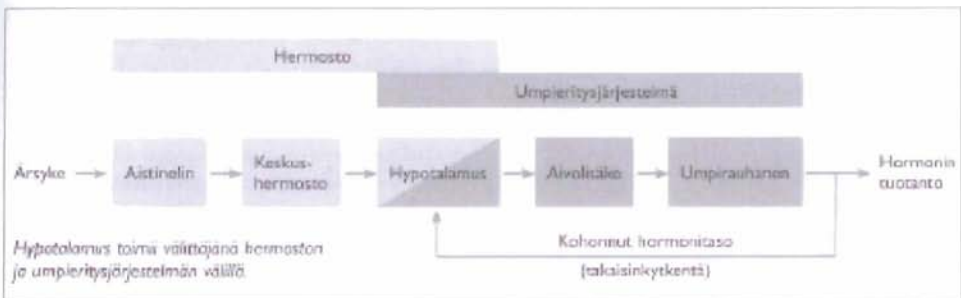 Hermosto
Umpieritysjärjestelmä
Ärsyke
Aistinelin
Keskus-
hermosto
Hypotalamus
Aivolisäke
Umpirauhanen
Hormonin
tuotanto
Kohonnut hormonitaso
(takaisinkytkentä)
Hypotalamus toimii välittäjänä hermoston
ja umpieritysjärjestelmän välillä.